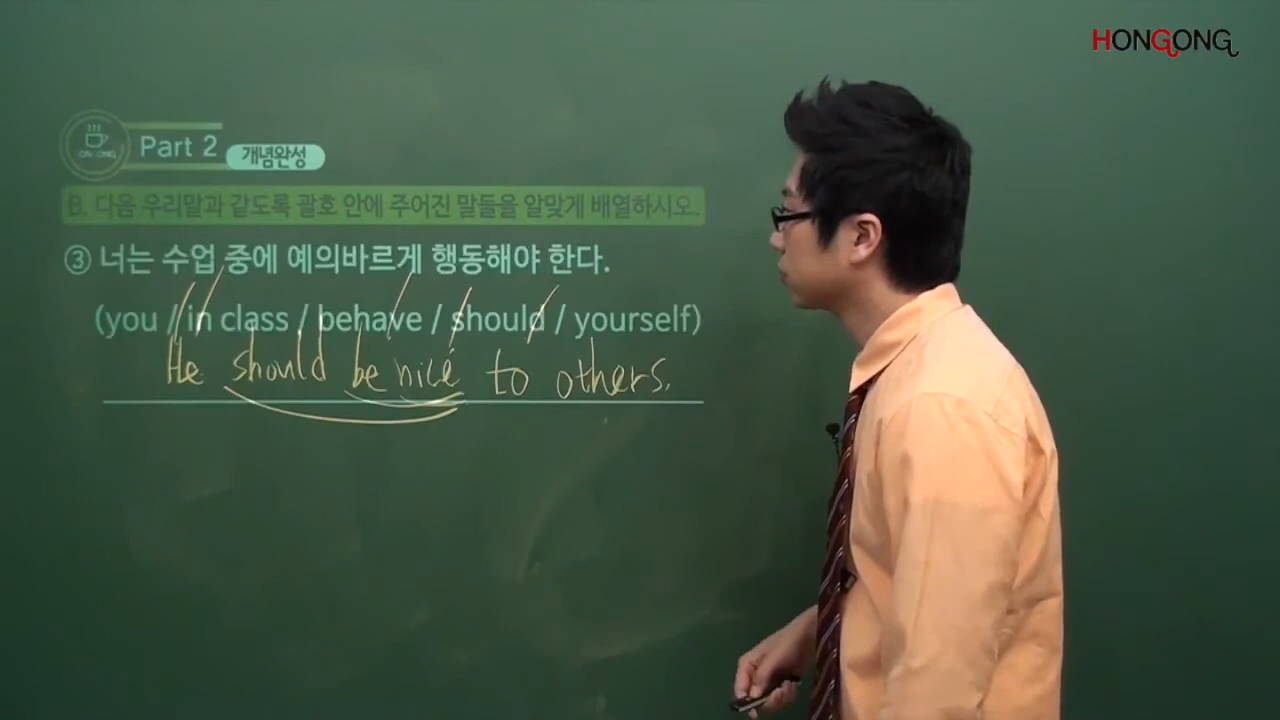 HONGONG
Part 2 개념완성
B. 다음 우리말과 같도록 괄호 안에 주어진 말들을 알맞게 배열하시오.
③ 너는 수업 중에 예의바르게 행동해야 한다.
(you / in class / behave / should / yourself)
He should be nice to others.